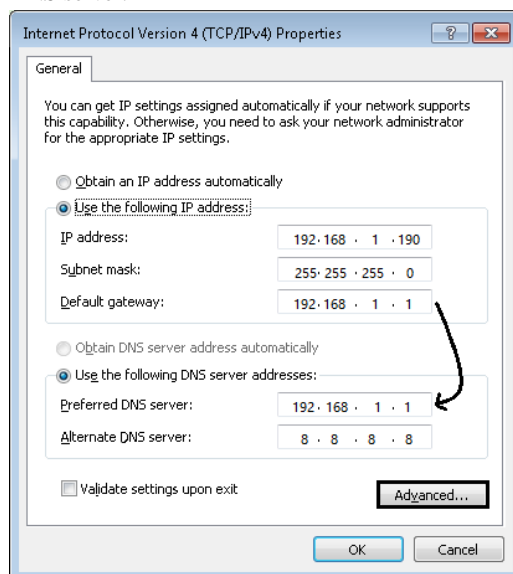 Internet Protocol Version 4 (TCP/IPv4) Properties
General
You can get IP settings assigned automatically if your network supports
this capability. Otherwise, you need to ask your network administrator
for the appropriate IP settings.
Obtain an IP address automatically
Use the following IP address:
IP address: 192.168 . 1 .190
Subnet mask: 255.255 .255 . 0
Default gateway: 192.168 . 1 . 1
Obtain DNS server address automatically
Use the following DNS server addresses:
Preferred DNS server: 192.168 . 1 . 1
Alternate DNS server: 8 . 8 . 8 . 8
Validate settings upon exit
Advanced...
OK Cancel